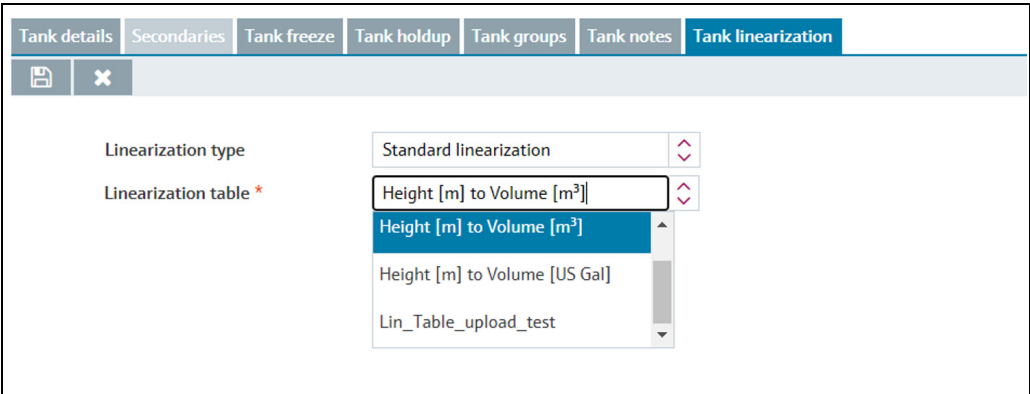 Tank details Secondaries Tank freeze Tank holdup Tank groups Tank notes Tank linearization
Linearization type Standard linearization
Linearization table * Height [m] to Volume [m³]
Height [m] to Volume [m³]
Height [m] to Volume [US Gal]
Lin_Table_upload_test